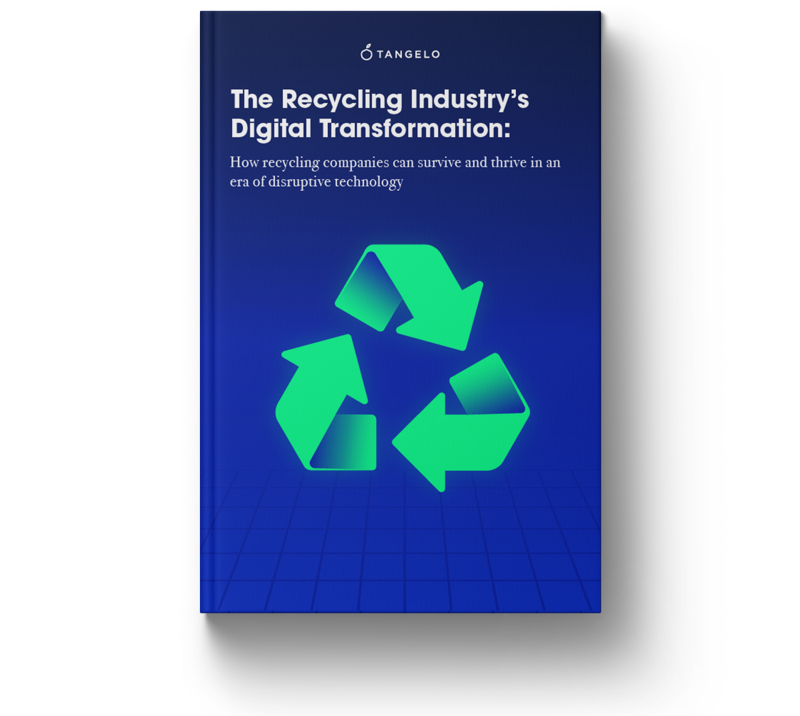 TANGELO
The Recycling Industry’s
Digital Transformation:
How recycling companies can survive and thrive in an
era of disruptive technology